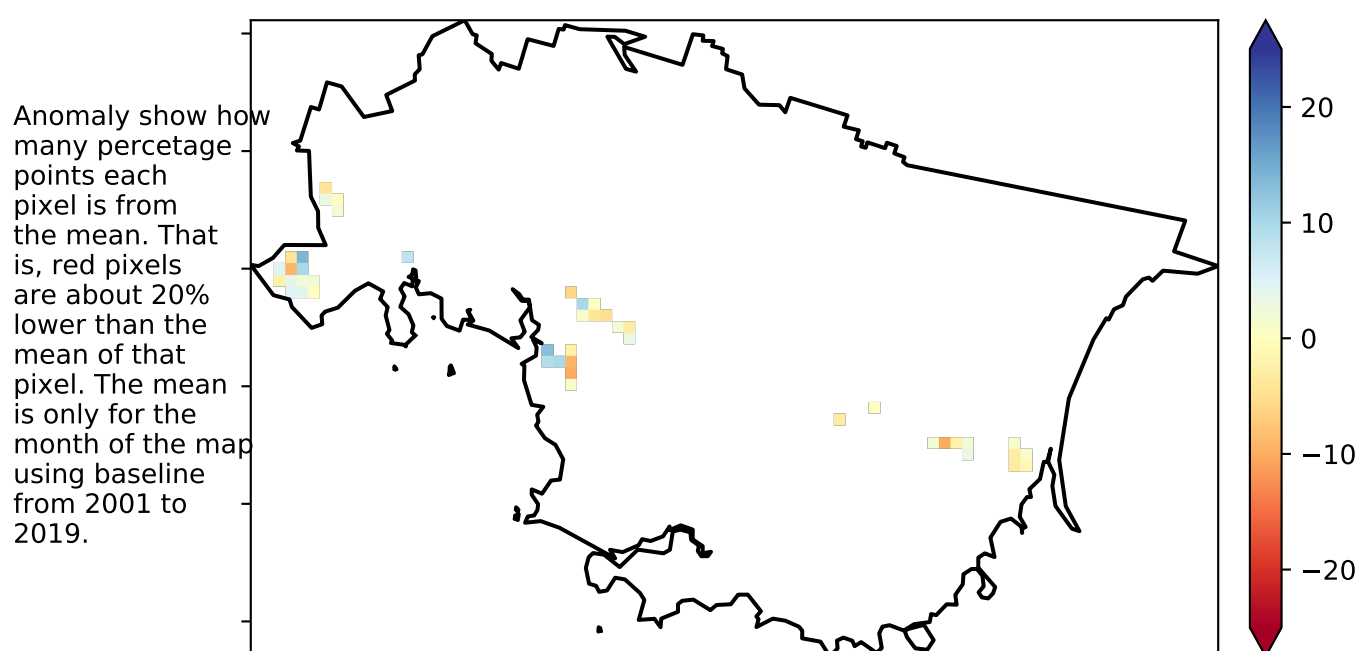 Anomaly show how
many percetage
points each
pixel is from
the mean. That
is, red pixels
are about 20%
lower than the
mean of that
pixel. The mean
is only for the
month of the map
using baseline
from 2001 to
2019.
20
10
0
−10
−20